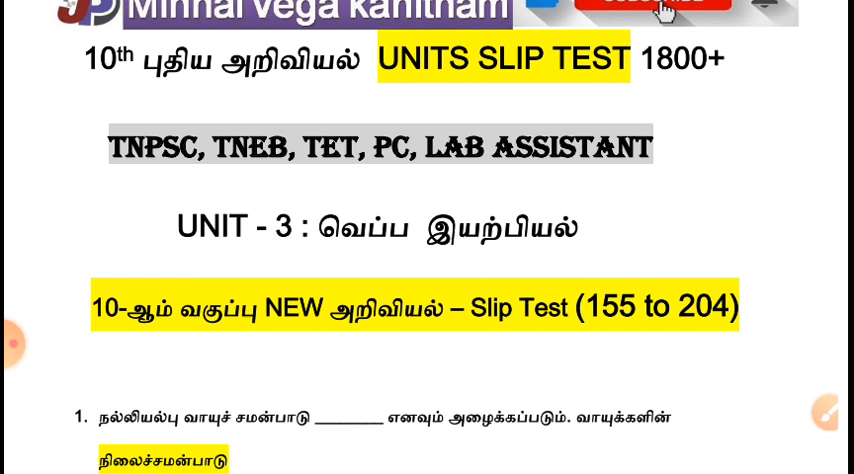 Minnal vega kanitham
SUBSCRIBE
10th புதிய அறிவியல் UNITS SLIP TEST 1800+
TNPSC, TNEB, TET, PC, LAB ASSISTANT
UNIT - 3 : வெப்ப இயற்பியல்
10-ஆம் வகுப்பு NEW அறிவியல் – Slip Test (155 to 204)
1. நல்லியல்பு வாயுச் சமன்பாடு ________ எனவும் அழைக்கப்படும். வாயுக்களின்
நிலைச்சமன்பாடு